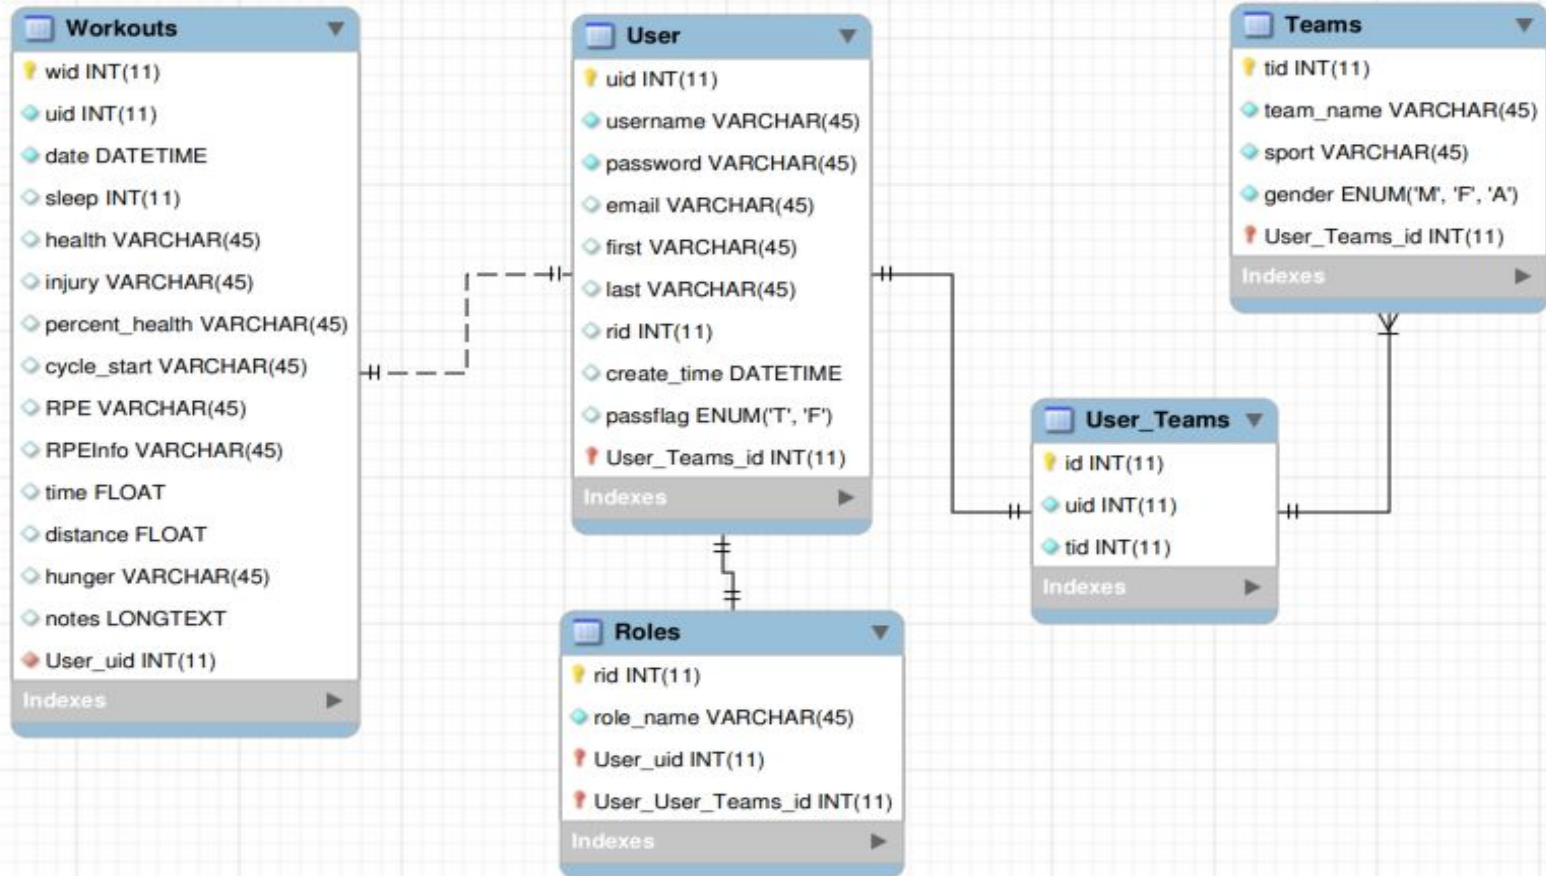 Workouts
wid INT(11)
uid INT(11)
date DATETIME
sleep INT(11)
health VARCHAR(45)
injury VARCHAR(45)
percent_health VARCHAR(45)
cycle_start VARCHAR(45)
RPE VARCHAR(45)
RPEInfo VARCHAR(45)
time FLOAT
distance FLOAT
hunger VARCHAR(45)
notes LONGTEXT
User_uid INT(11)
Indexes
User
uid INT(11)
username VARCHAR(45)
password VARCHAR(45)
email VARCHAR(45)
first VARCHAR(45)
last VARCHAR(45)
rid INT(11)
create_time DATETIME
passflag ENUM('T', 'F')
User_Teams_id INT(11)
Indexes
Roles
rid INT(11)
role_name VARCHAR(45)
User_uid INT(11)
User_User_Teams_id INT(11)
Indexes
User_Teams
id INT(11)
uid INT(11)
tid INT(11)
Indexes
Teams
tid INT(11)
team_name VARCHAR(45)
sport VARCHAR(45)
gender ENUM('M', 'F', 'A')
User_Teams_id INT(11)
Indexes